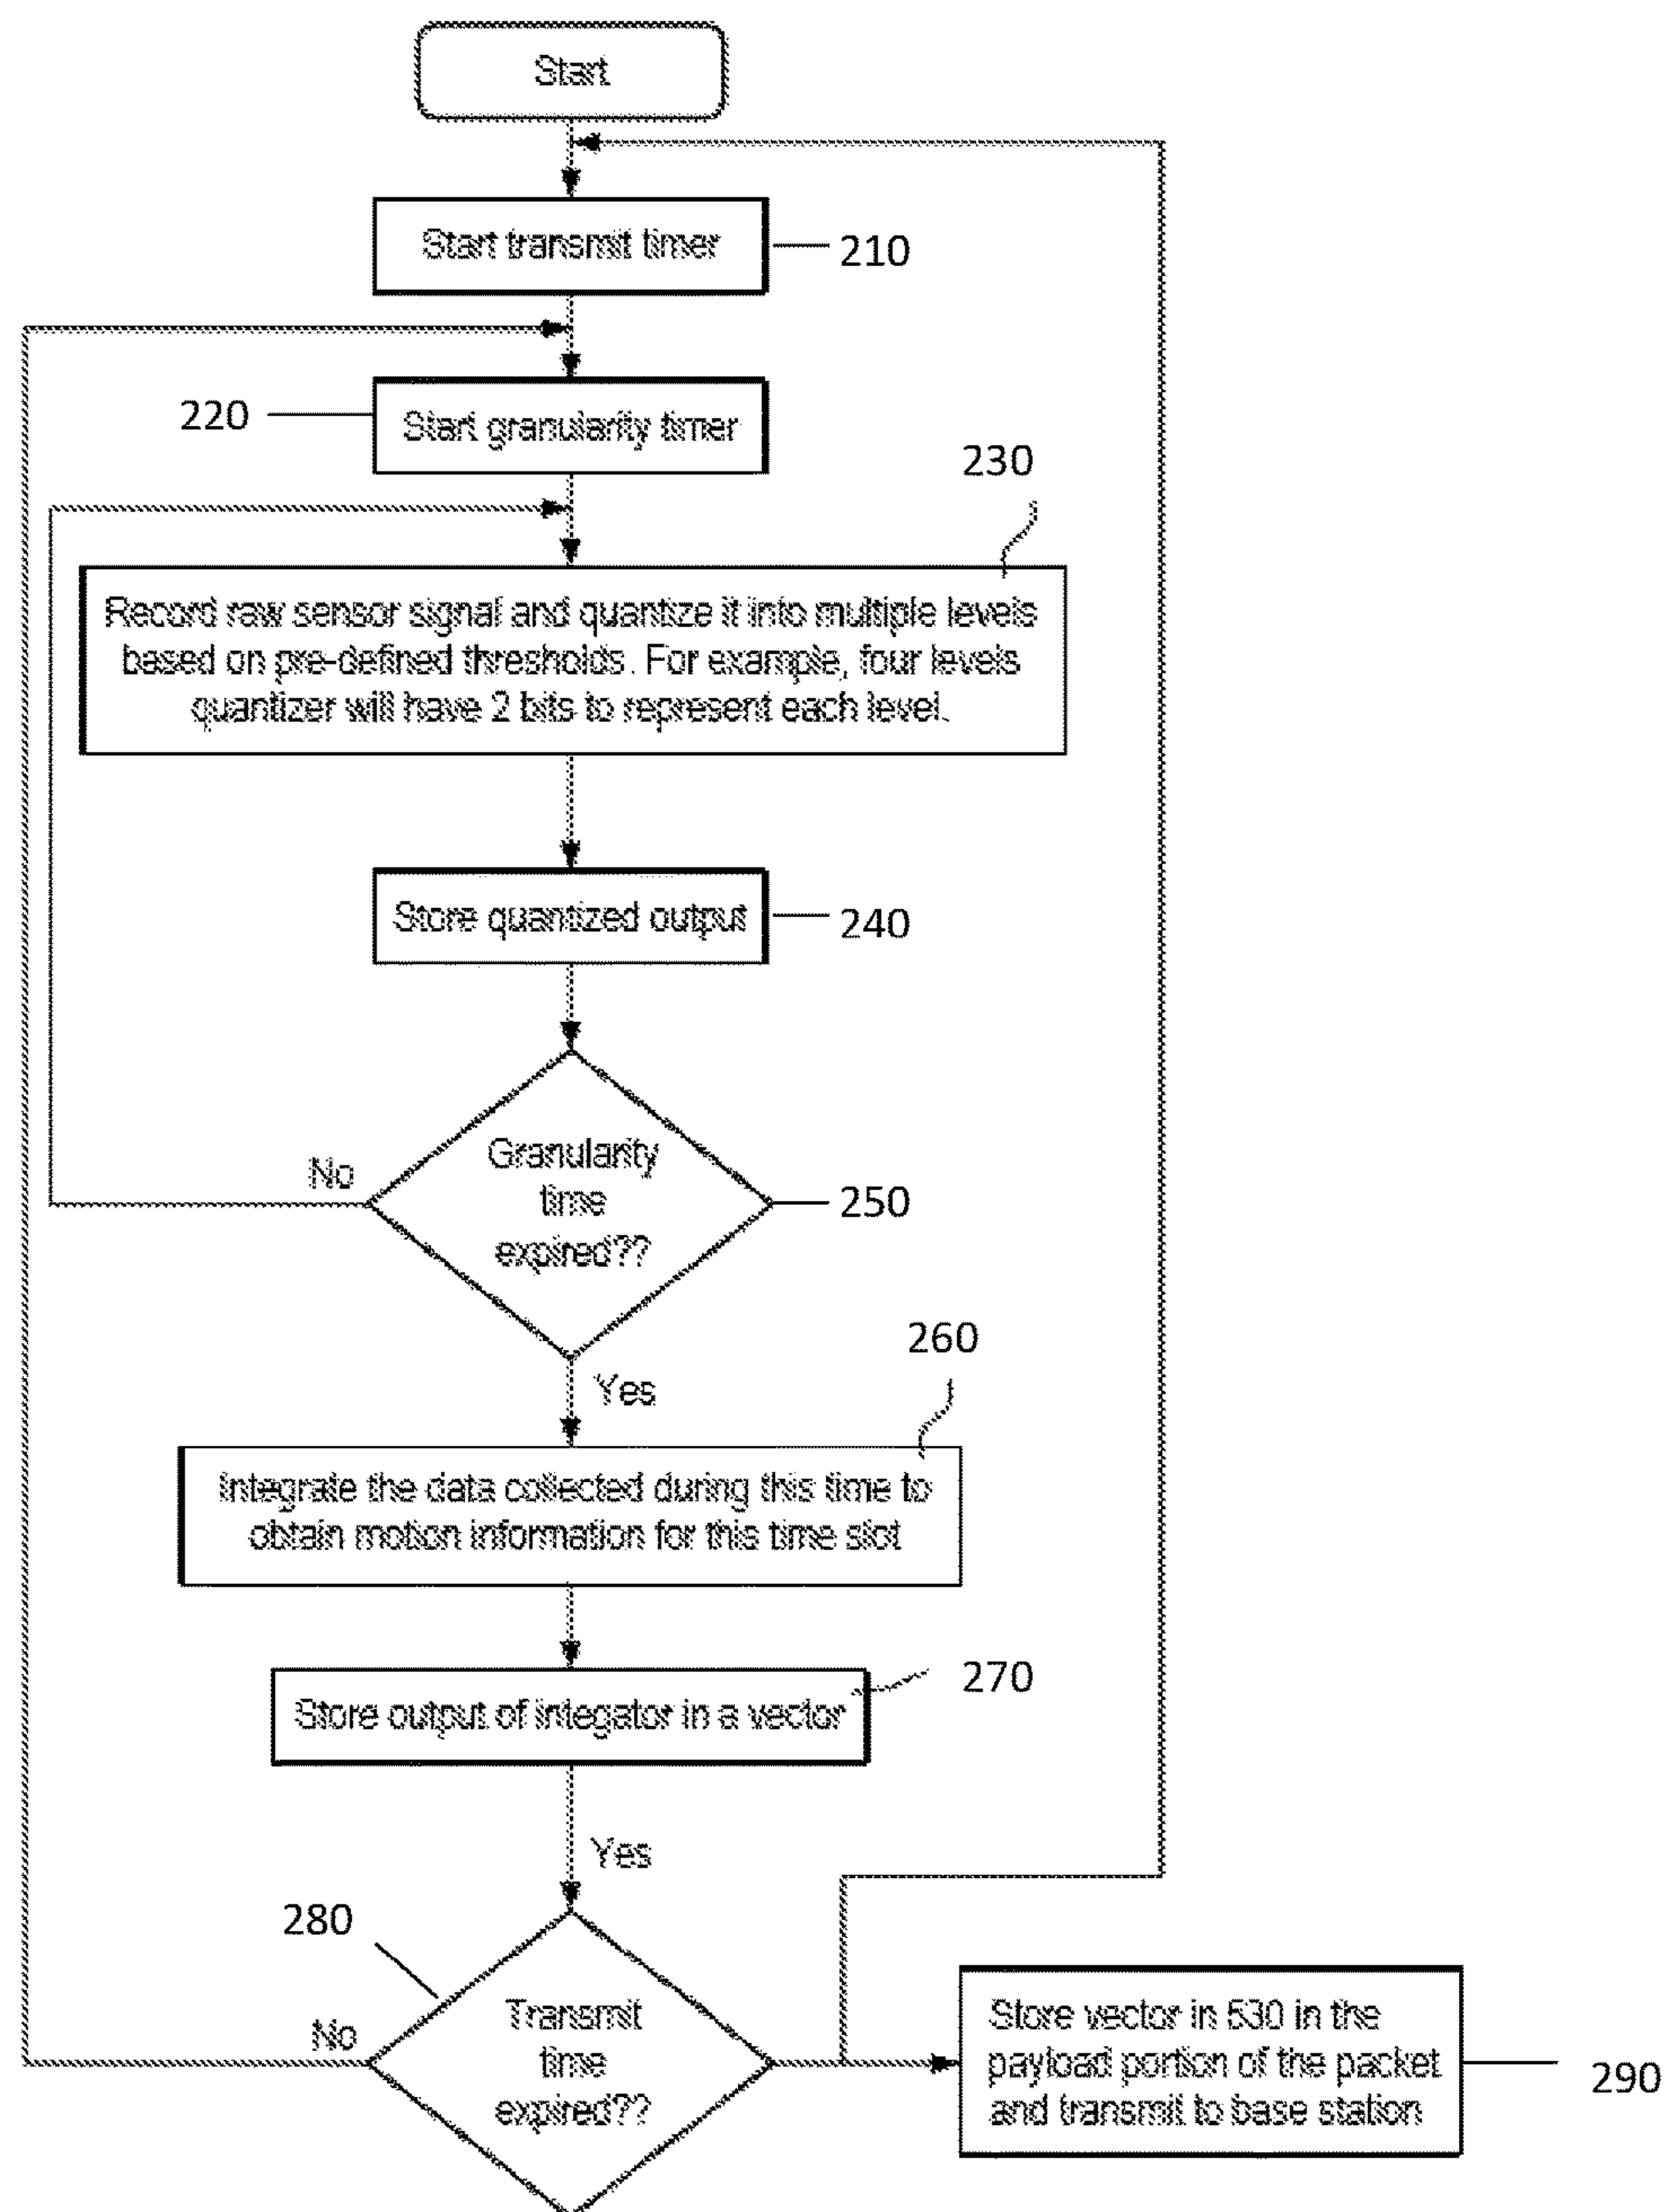 Start
Start transmit timer
210
220
Start granularity timer
230
Record raw sensor signal and quantize it into multiple levels
based on pre-defined thresholds. For example, four levels
quantizer will have 2 bits to represent each level.
Store quantized output
240
Granularity
time
expired??
No
250
Yes
260
Integrate the data collected during this time to
obtain motion information for this time slot
270
Store output of integator in a vector
Yes
280
Transmit
time
expired??
No
Store vector in 530 in the
payload portion of the packet
and transmit to base station
290